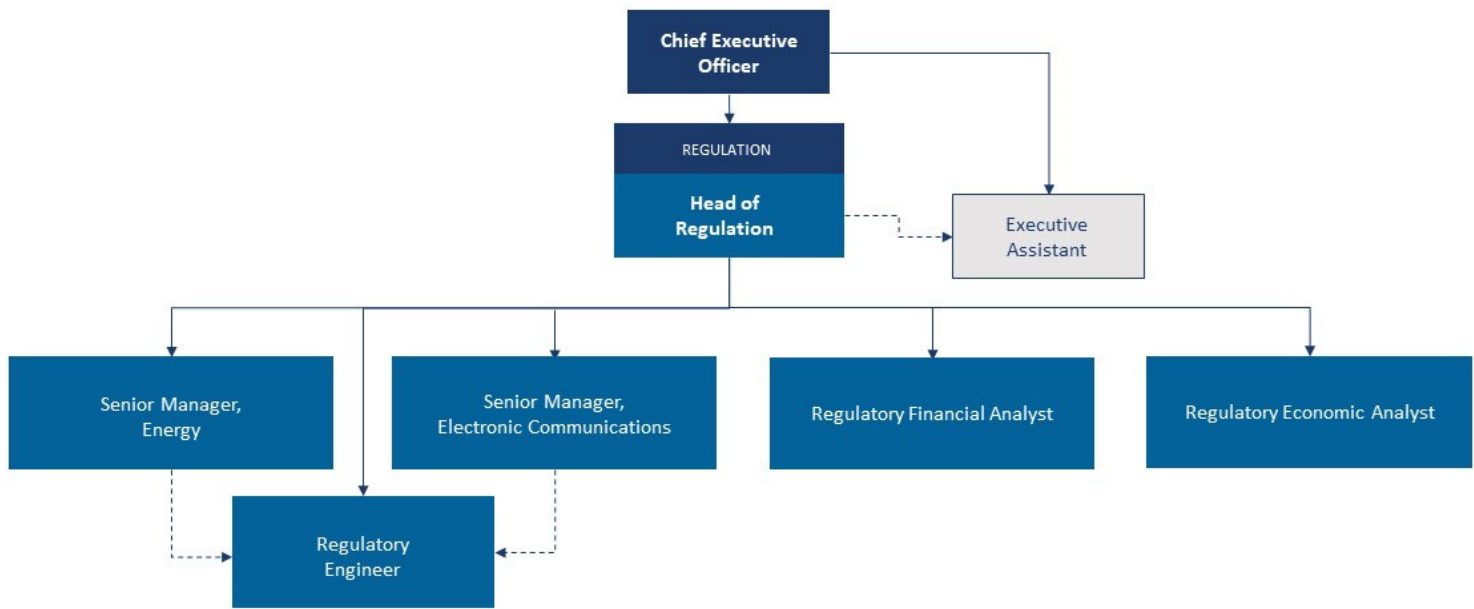 Chief Executive
Officer
REGULATION
Head of
Regulation
Executive
Assistant
Senior Manager,
Energy
Senior Manager,
Electronic Communications
Regulatory Financial Analyst
Regulatory Economic Analyst
Regulatory
Engineer